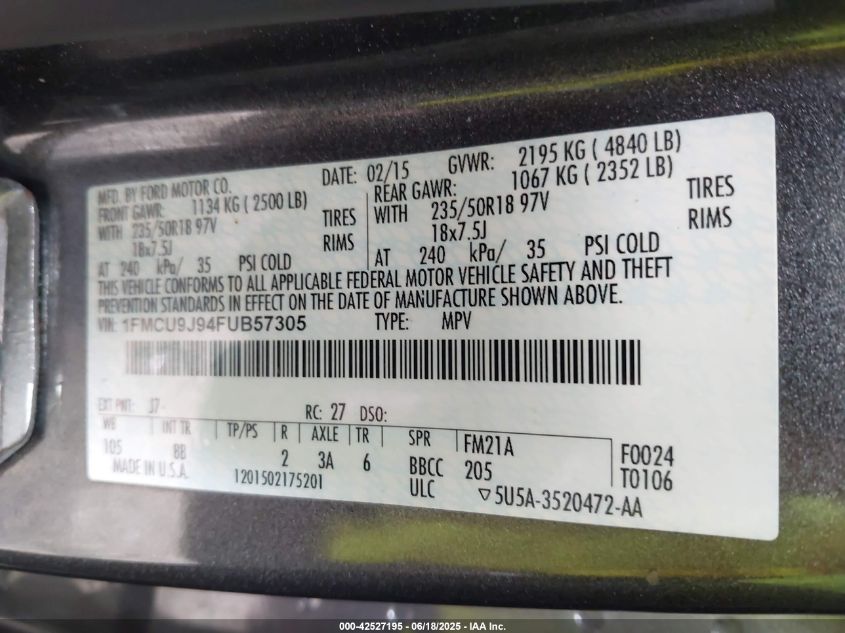 MFD. BY FORD MOTOR CO. DATE: 02/15 GVWR: 2195 KG ( 4840 LB)
FRONT GAWR: 1134 KG ( 2500 LB) REAR GAWR: 1067 KG ( 2352 LB)
WITH 235/50R18 97V TIRES WITH 235/50R18 97V TIRES
18x7.5J RIMS 18x7.5J RIMS
AT 240 kPa/ 35 PSI COLD AT 240 kPa/ 35 PSI COLD
THIS VEHICLE CONFORMS TO ALL APPLICABLE FEDERAL MOTOR VEHICLE SAFETY AND THEFT
PREVENTION STANDARDS IN EFFECT ON THE DATE OF MANUFACTURE SHOWN ABOVE.
VIN: 1FMCU9J94FUB57305 TYPE: MPV
EXT PNT: J7- RC: 27 DSO:
WB INT TR TP/PS R AXLE TR SPR FM21A F0024
105 BB 2 3A 6 BBCC 205 T0106
MADE IN U.S.A. 1201502175201 ULC ▽5U5A-3520472-AA
000-42527195 - 06/18/2025 - IAA Inc.